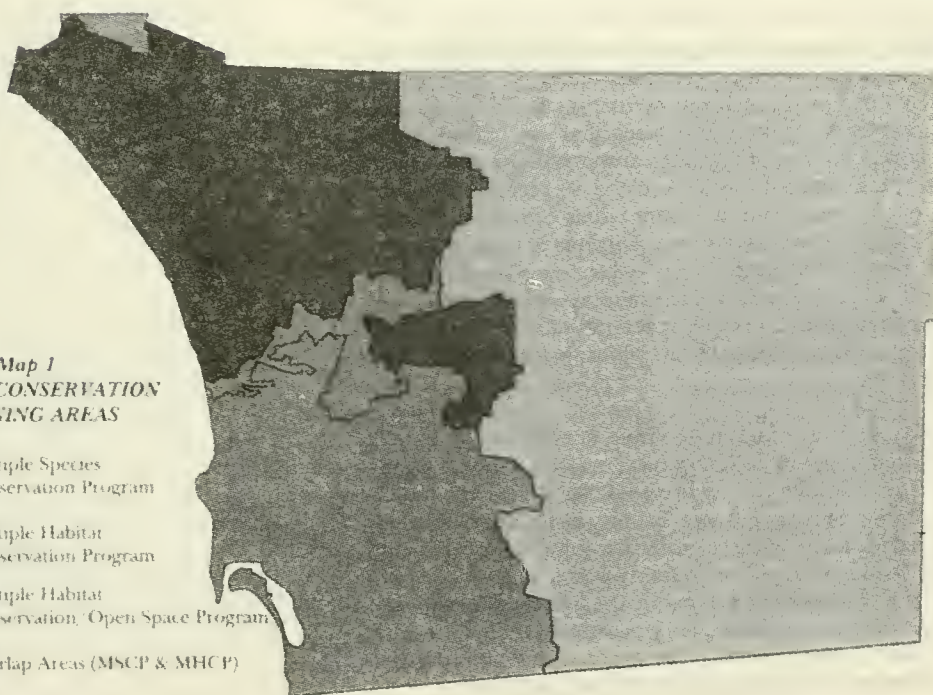 Map 1
CONSERVATION
ING AREAS
iple Species
servation Program
iple Habitat
servation Program
iple Habitat
servation/Open Space Program
rlap Areas (MSCP & MHCP)